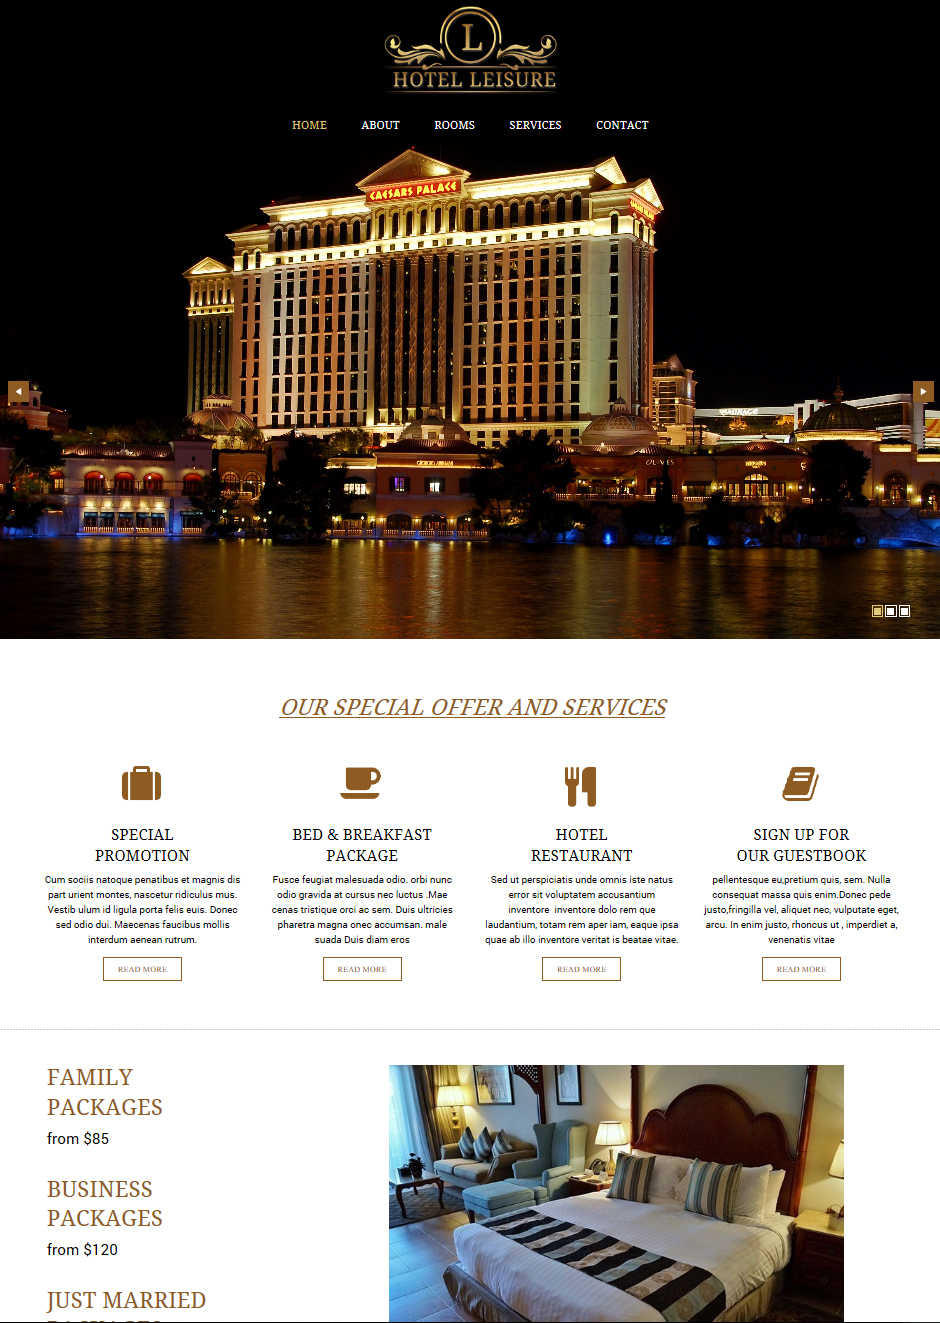 L
HOTEL LEISURE
HOME ABOUT ROOMS SERVICES CONTACT
CAESARS PALACE
CAESARS PALACE
MIRAGE
GIORGIO ARMANI
OLIVES
OUR SPECIAL OFFER AND SERVICES
SPECIAL
PROMOTION
Cum sociis natoque penatibus et magnis dis
part urient montes, nascetur ridiculus mus.
Vestib ulum id ligula porta felis euis. Donec
sed odio dui. Maecenas faucibus mollis
interdum aenean rutrum.
READ MORE
BED & BREAKFAST
PACKAGE
Fusce feugiat malesuada odio. orbi nunc
odio gravida at cursus nec luctus .Mae
cenas tristique orci ac sem. Duis ultricies
pharetra magna onec accumsan. male
suada Duis diam eros
READ MORE
HOTEL
RESTAURANT
Sed ut perspiciatis unde omnis iste natus
error sit voluptatem accusantium
inventore inventore dolo rem que
laudantium, totam rem aper iam, eaque ipsa
quae ab illo inventore veritat is beatae vitae.
READ MORE
SIGN UP FOR
OUR GUESTBOOK
pellentesque eu,pretium quis, sem. Nulla
consequat massa quis enim.Donec pede
justo,fringilla vel, aliquet nec, vulputate eget,
arcu. In enim justo, rhoncus ut , imperdiet a,
venenatis vitae
READ MORE
FAMILY
PACKAGES
from $85
BUSINESS
PACKAGES
from $120
JUST MARRIED